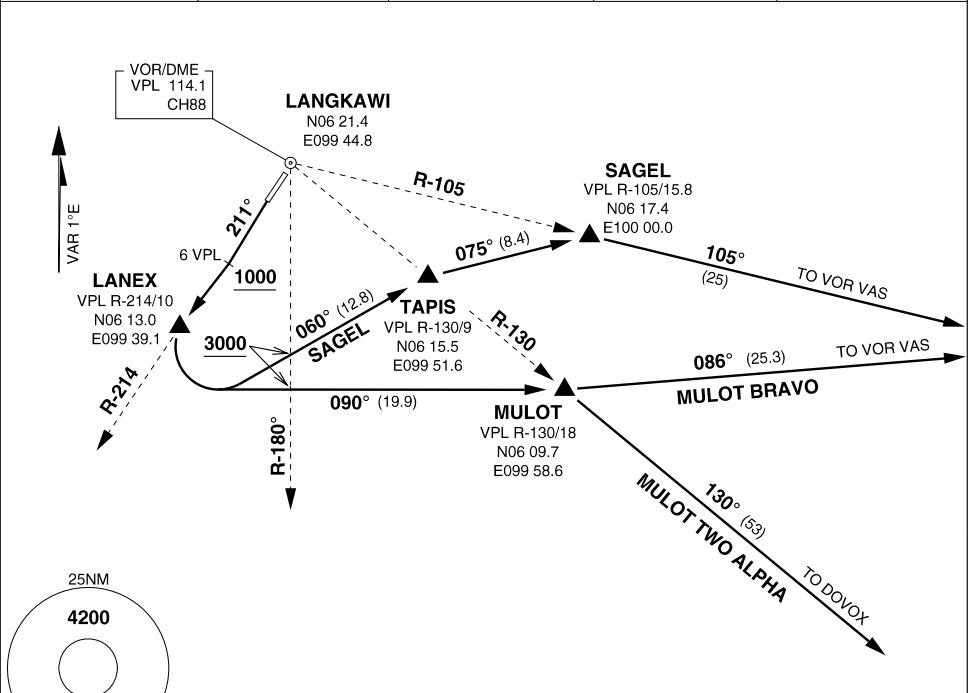 VOR/DME
VPL 114.1
CH88
LANGKAWI
N06 21.4
E099 44.8
VAR 1°E
R-105
SAGEL
VPL R-105/15.8
N06 17.4
E100 00.0
211°
6 VPL
1000
075° (8.4)
105°
(25)
TO VOR VAS
LANEX
VPL R-214/10
N06 13.0
E099 39.1
060° (12.8)
SAGEL
3000
TAPIS
VPL R-130/9
N06 15.5
E099 51.6
R-130
086° (25.3)
TO VOR VAS
MULOT BRAVO
R-214
090° (19.9)
MULOT
VPL R-130/18
N06 09.7
E099 58.6
R-180°
130° (53)
MULOT TWO ALPHA
TO DOVOX
25NM
4200